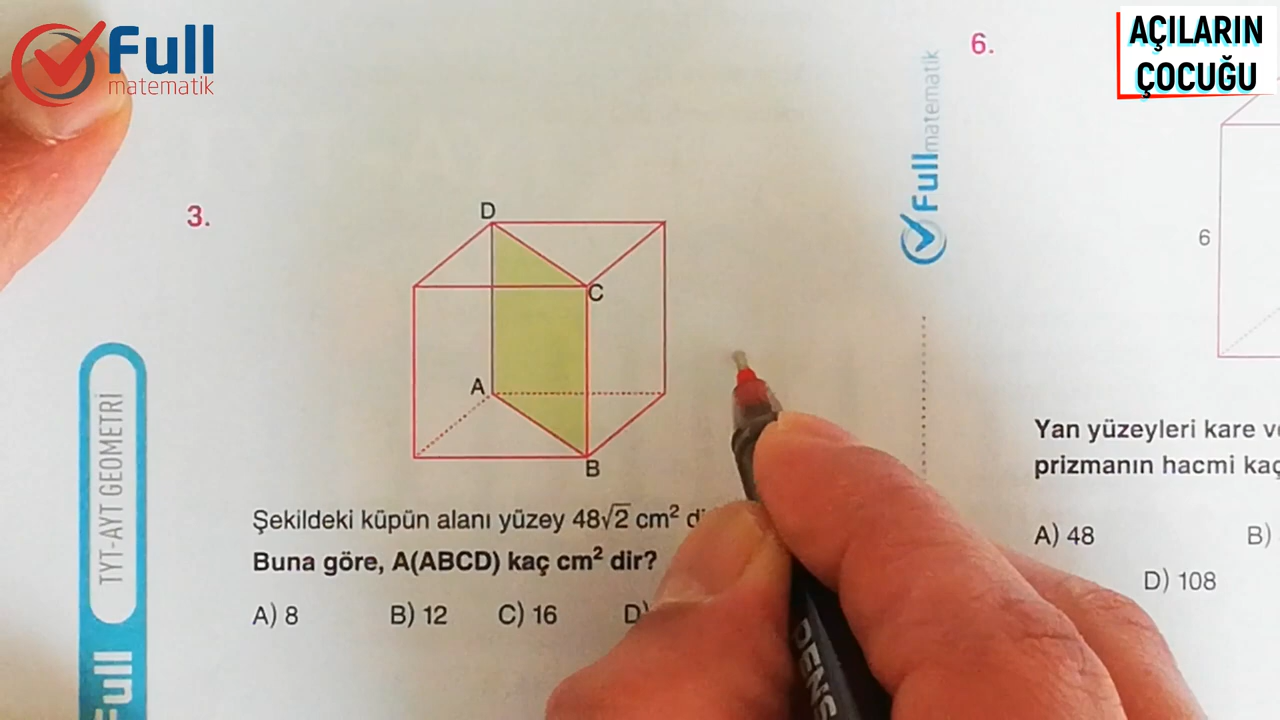 Full
matematik
AÇILARIN
ÇOCUĞU
TYT-AYT GEOMETRİ
Full
3.
D
C
A
B
Şekildeki küpün alanı yüzey 48√2 cm² d
Buna göre, A(ABCD) kaç cm² dir?
A) 8 B) 12 C) 16 D)
Fullmatematik
6.
6
Yan yüzeyleri kare
prizmanın hacmi
A) 48 B)
D) 108
DENS